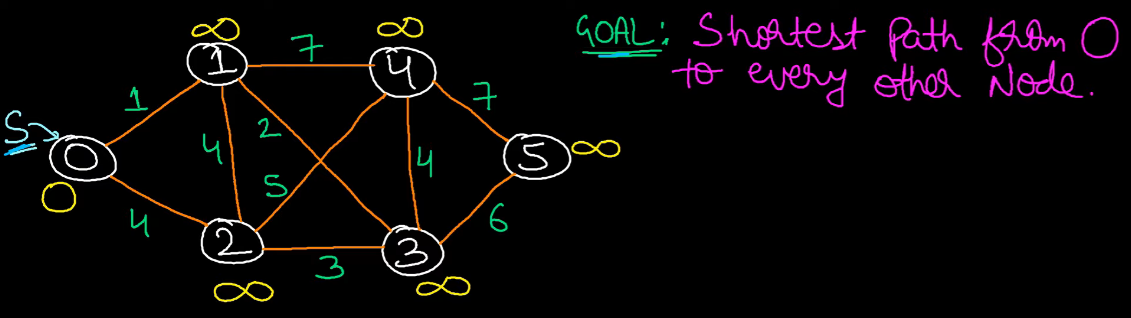 GOAL: Shortest Path from 0
to every other Node.
∞ ∞
1 7 4
1 7
S 2
0 4 5 ∞
5 4
0
4 6
2 3 3
∞ ∞